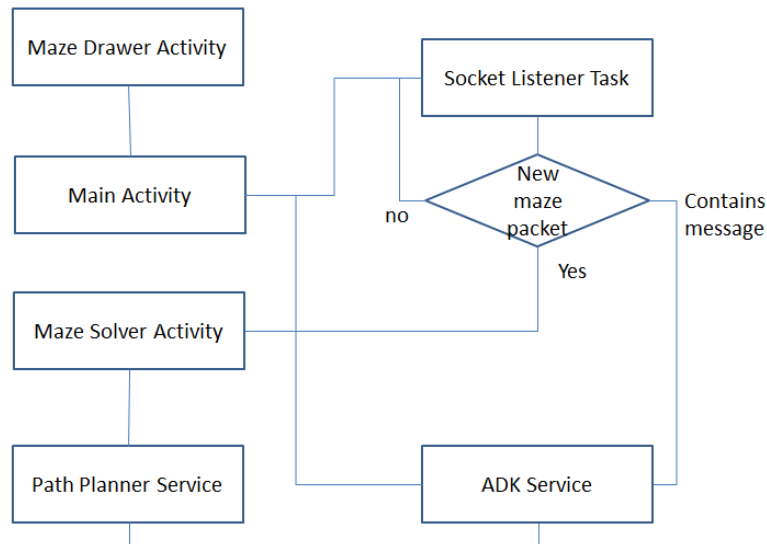 Maze Drawer Activity
Socket Listener Task
Main Activity
New
maze
packet
no
Contains
message
Yes
Maze Solver Activity
Path Planner Service
ADK Service